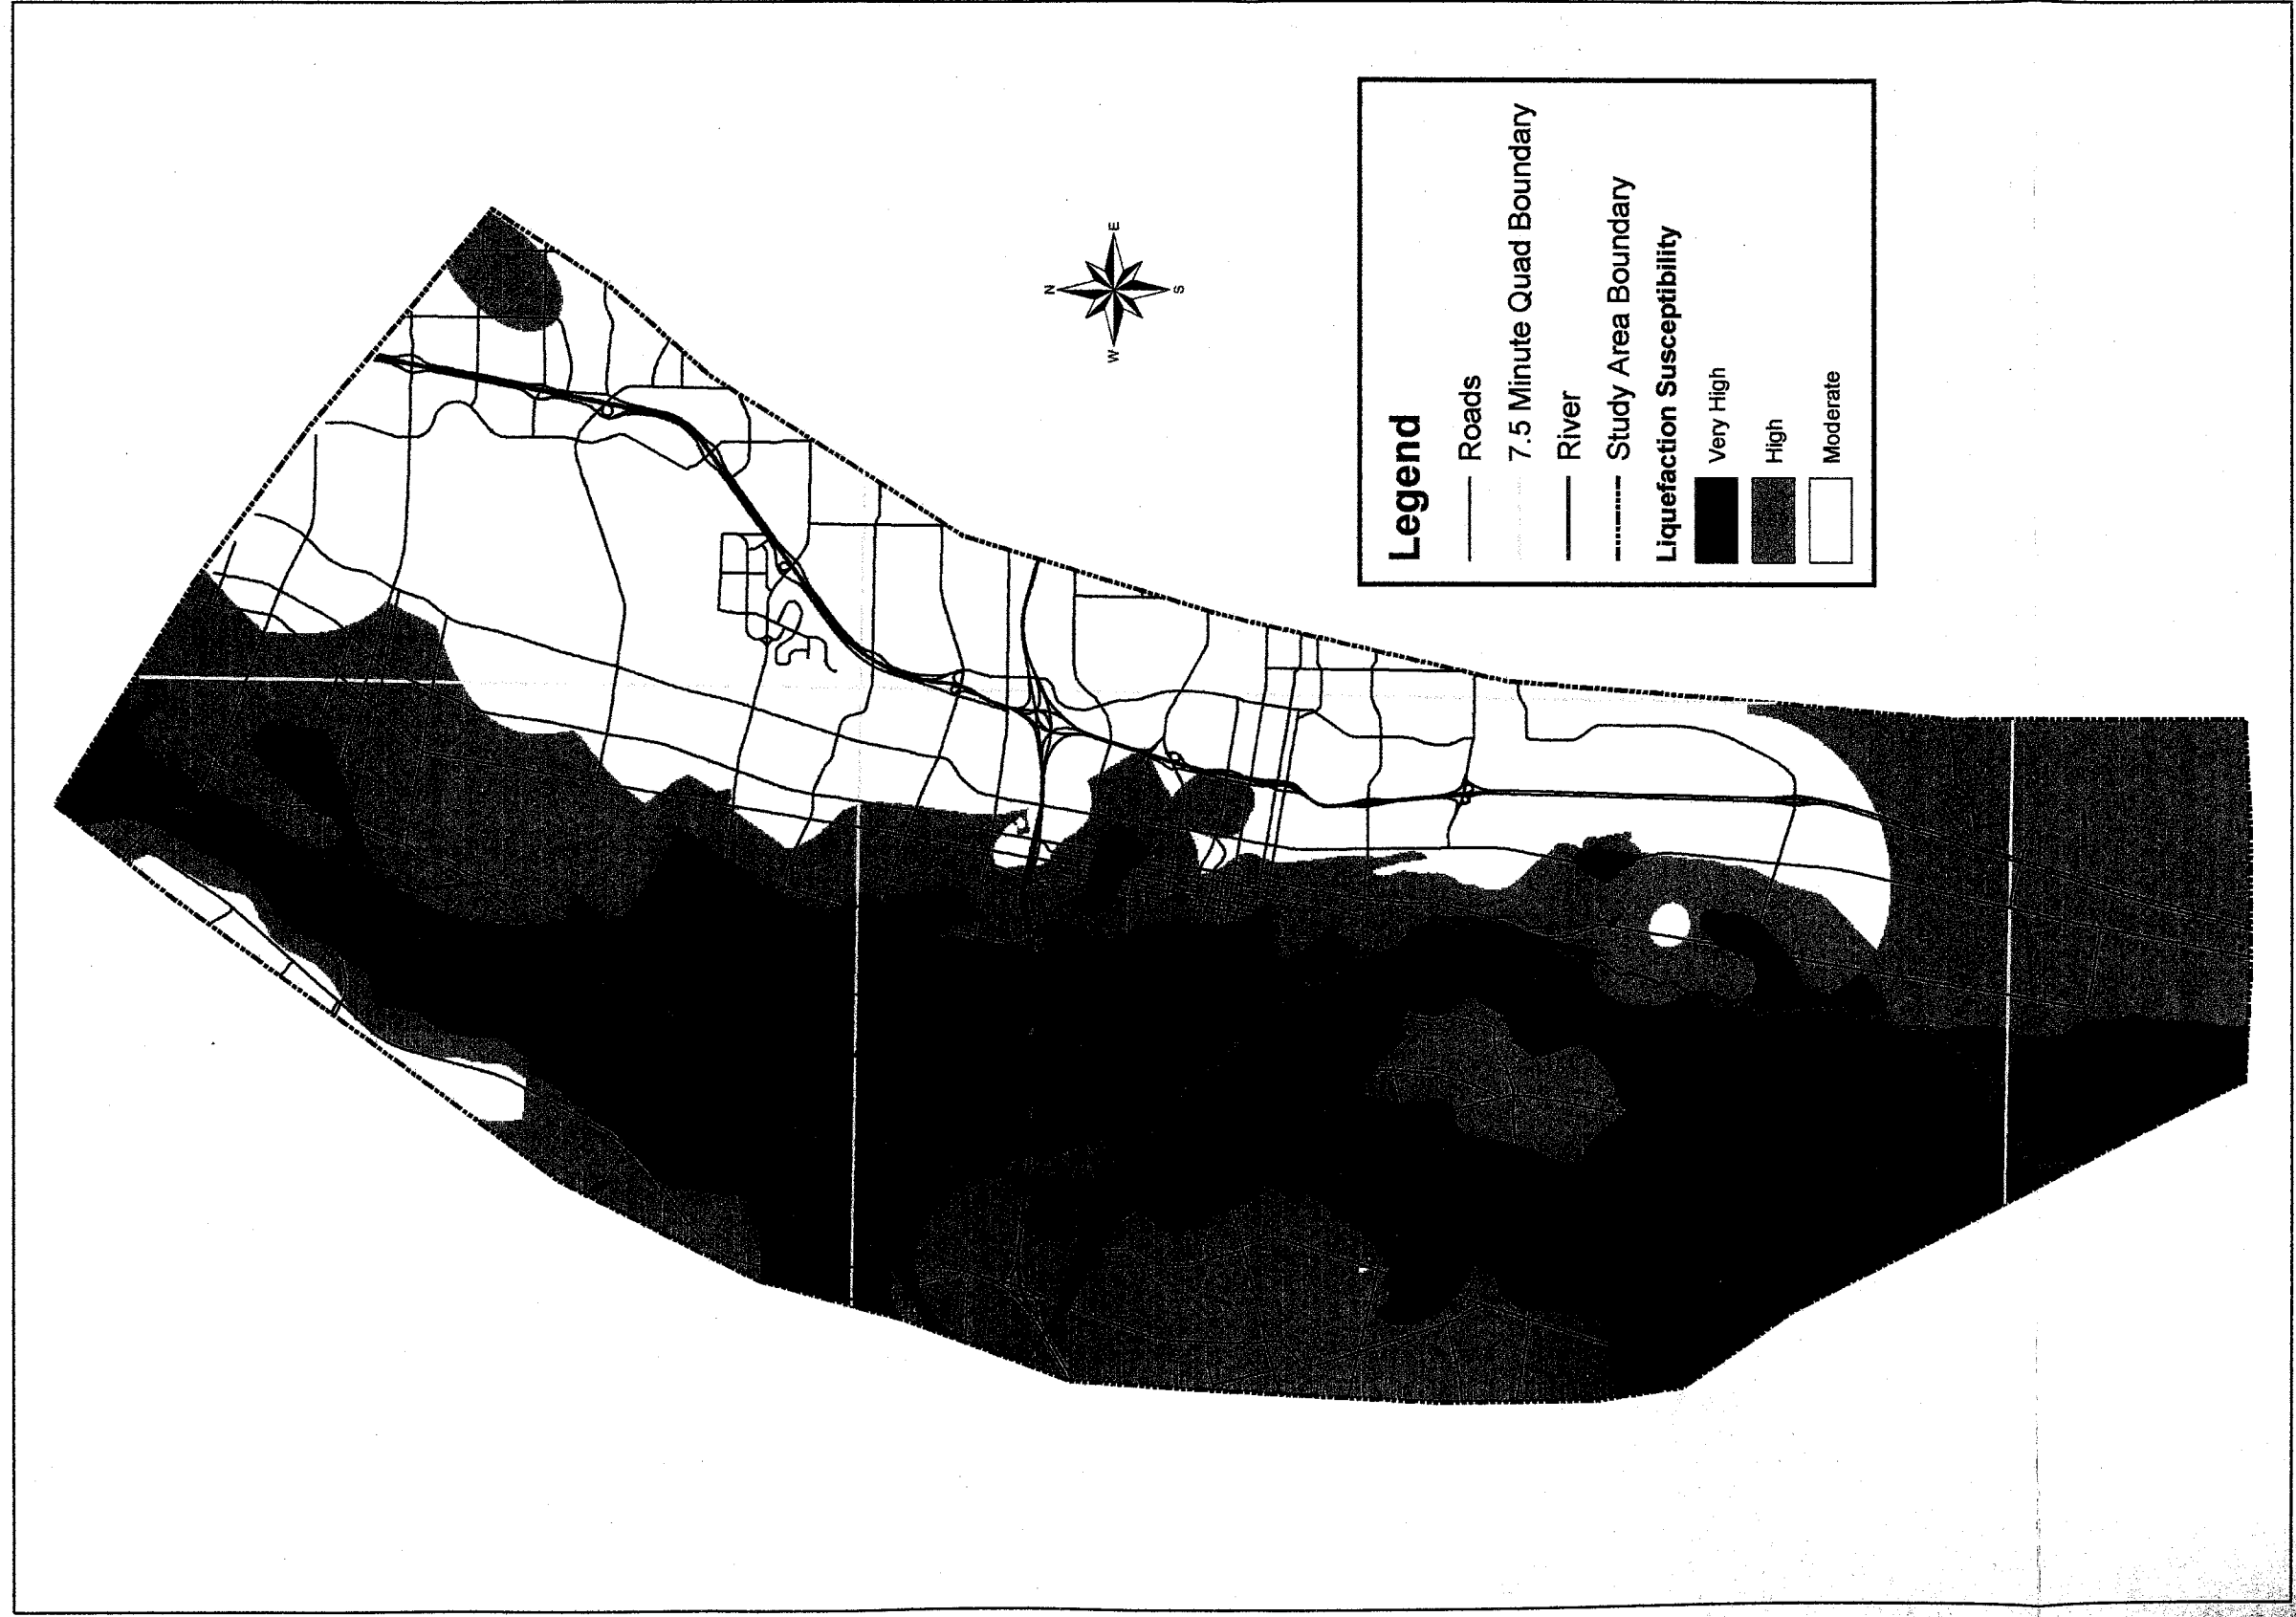 N
W
E
S
Legend
Roads
7.5 Minute Quad Boundary
River
Study Area Boundary
Liquefaction Susceptibility
Very High
High
Moderate